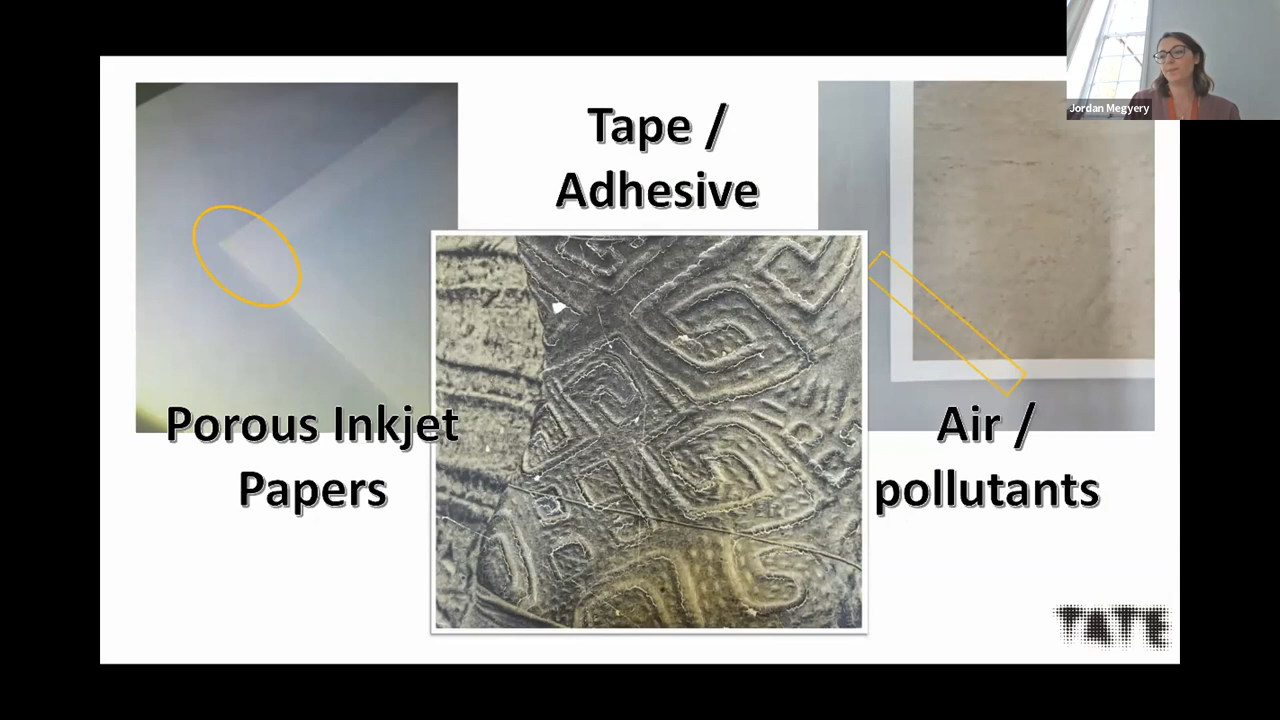 Jordan Megyery
Tape /
Adhesive
Porous Inkjet
Papers
Air /
pollutants
TATE